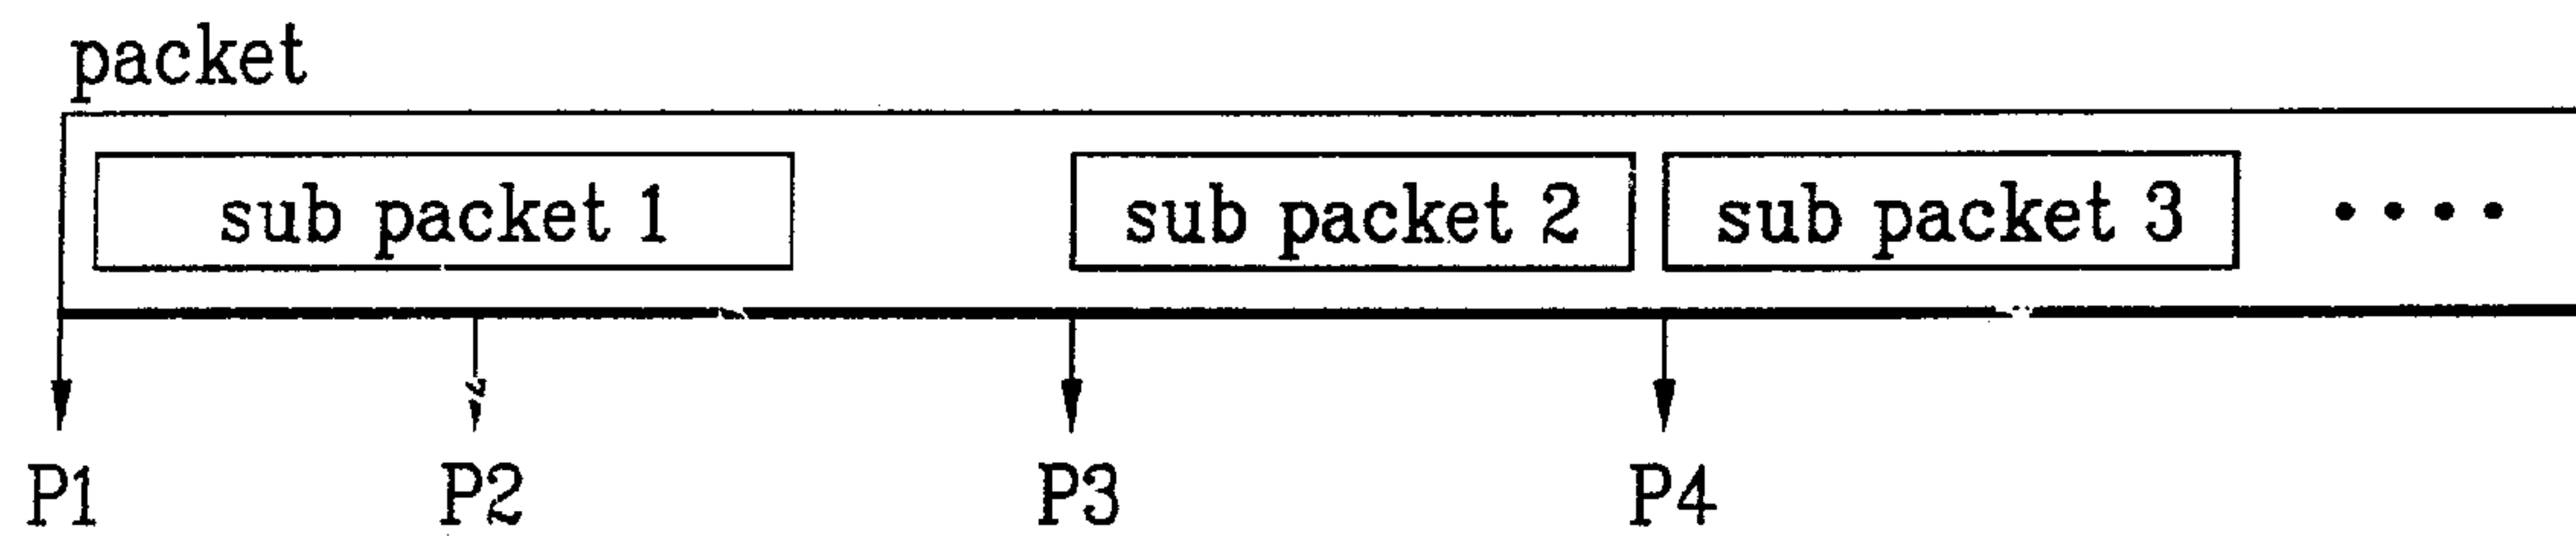 packet
sub packet 1 sub packet 2 sub packet 3 ····
P1 P2 P3 P4